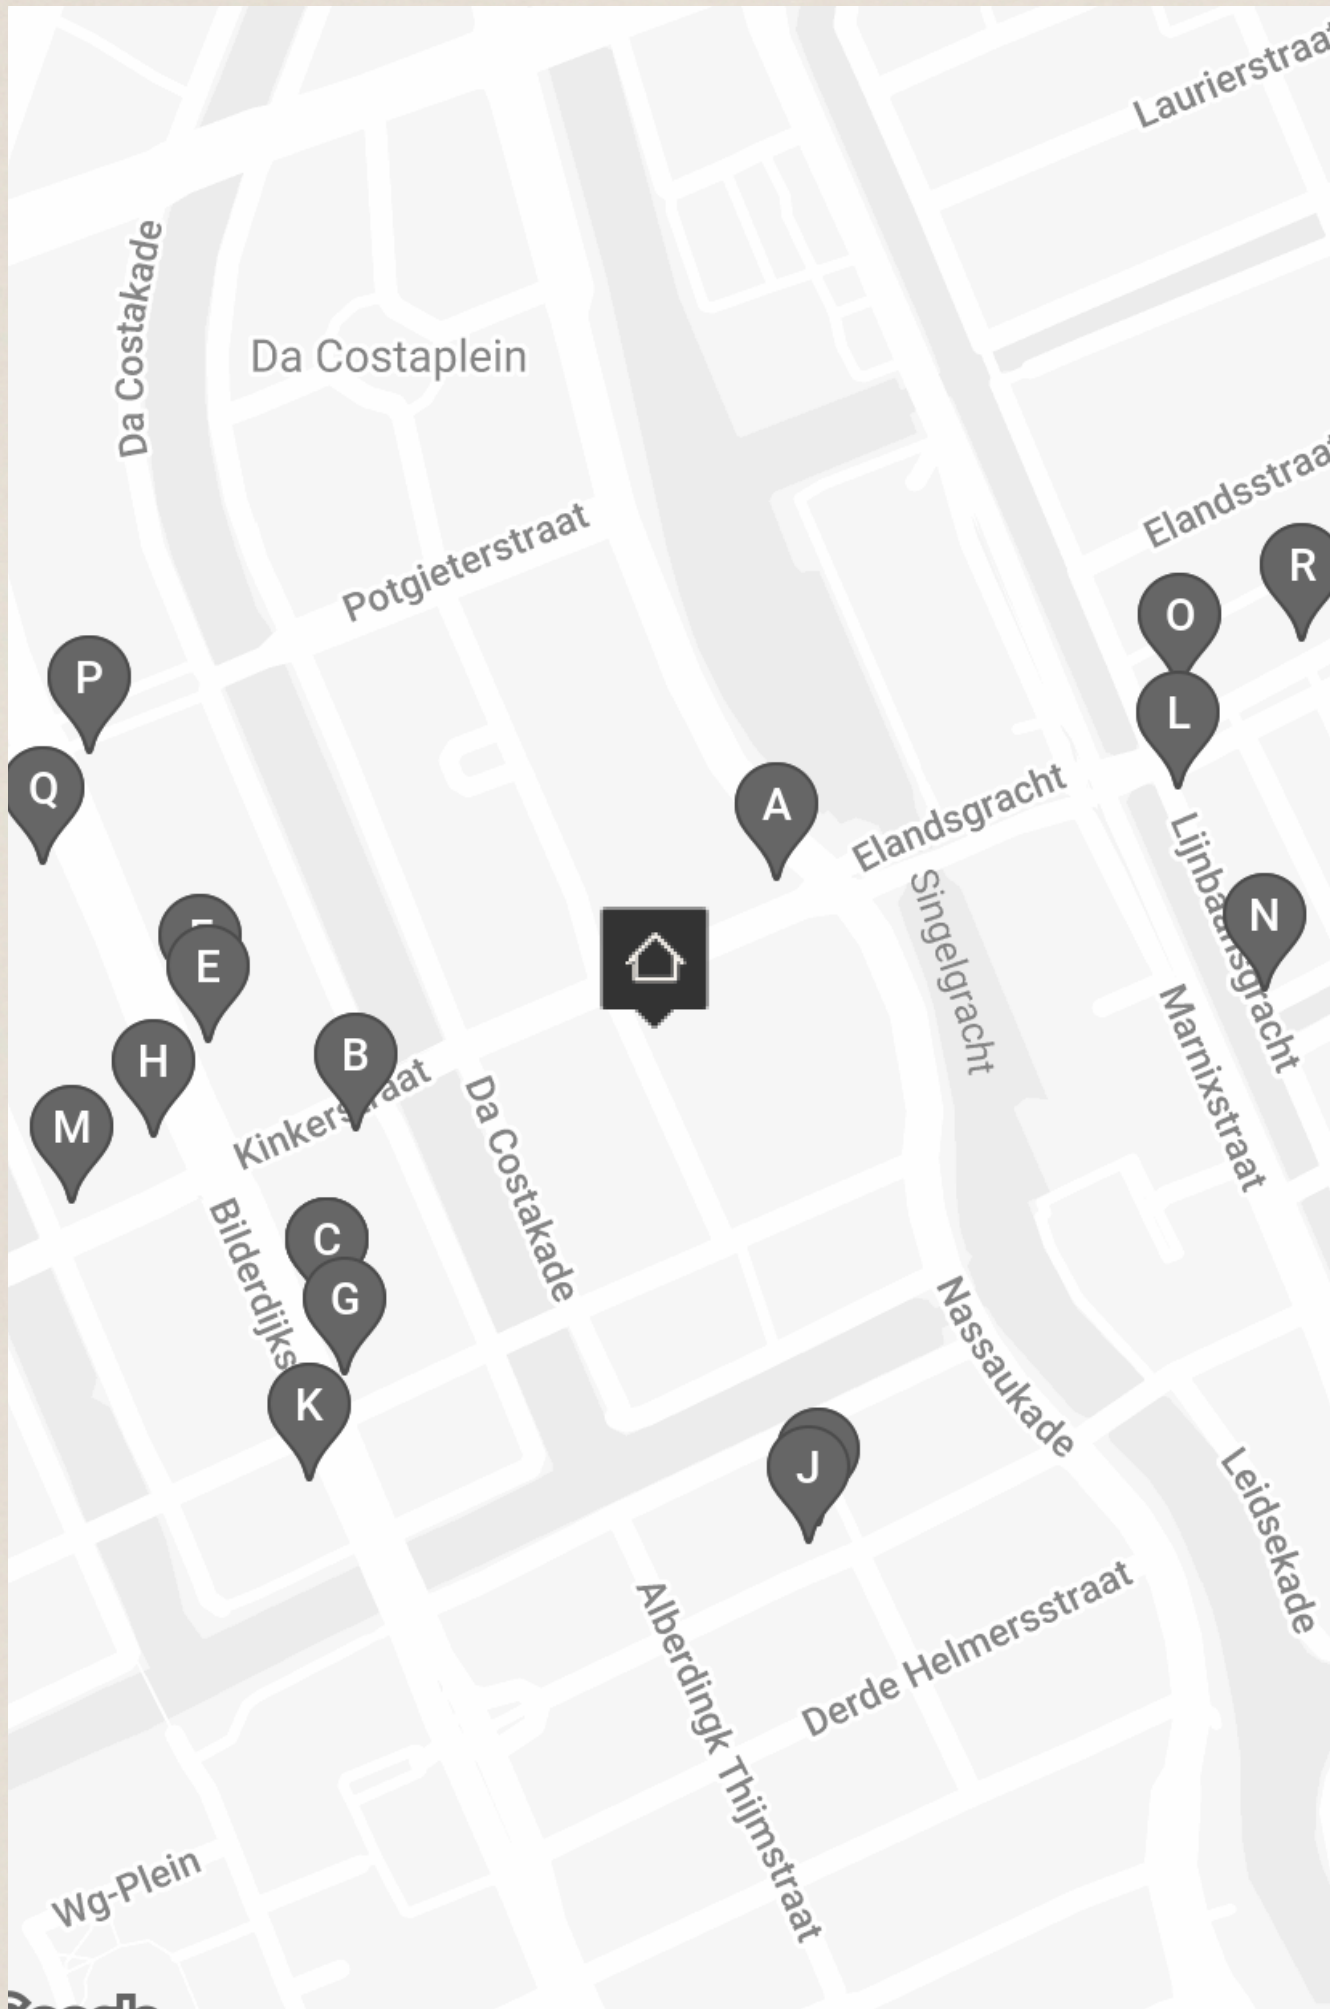 Laurierstraat
Da Costakade
Da Costaplein
Elandsstraat
Potgieterstraat
R
O
P
L
Q
A
Elandsgracht
Lijnbaansgracht
Singelgracht
N
E
H
B
M
Kinkerstraat
Marnixstraat
Da Costakade
C
Bilderdijks
G
Nassaukade
K
J
Leidsekade
Derde Helmersstraat
Alberdingk Thijmstraat
Wg-Plein